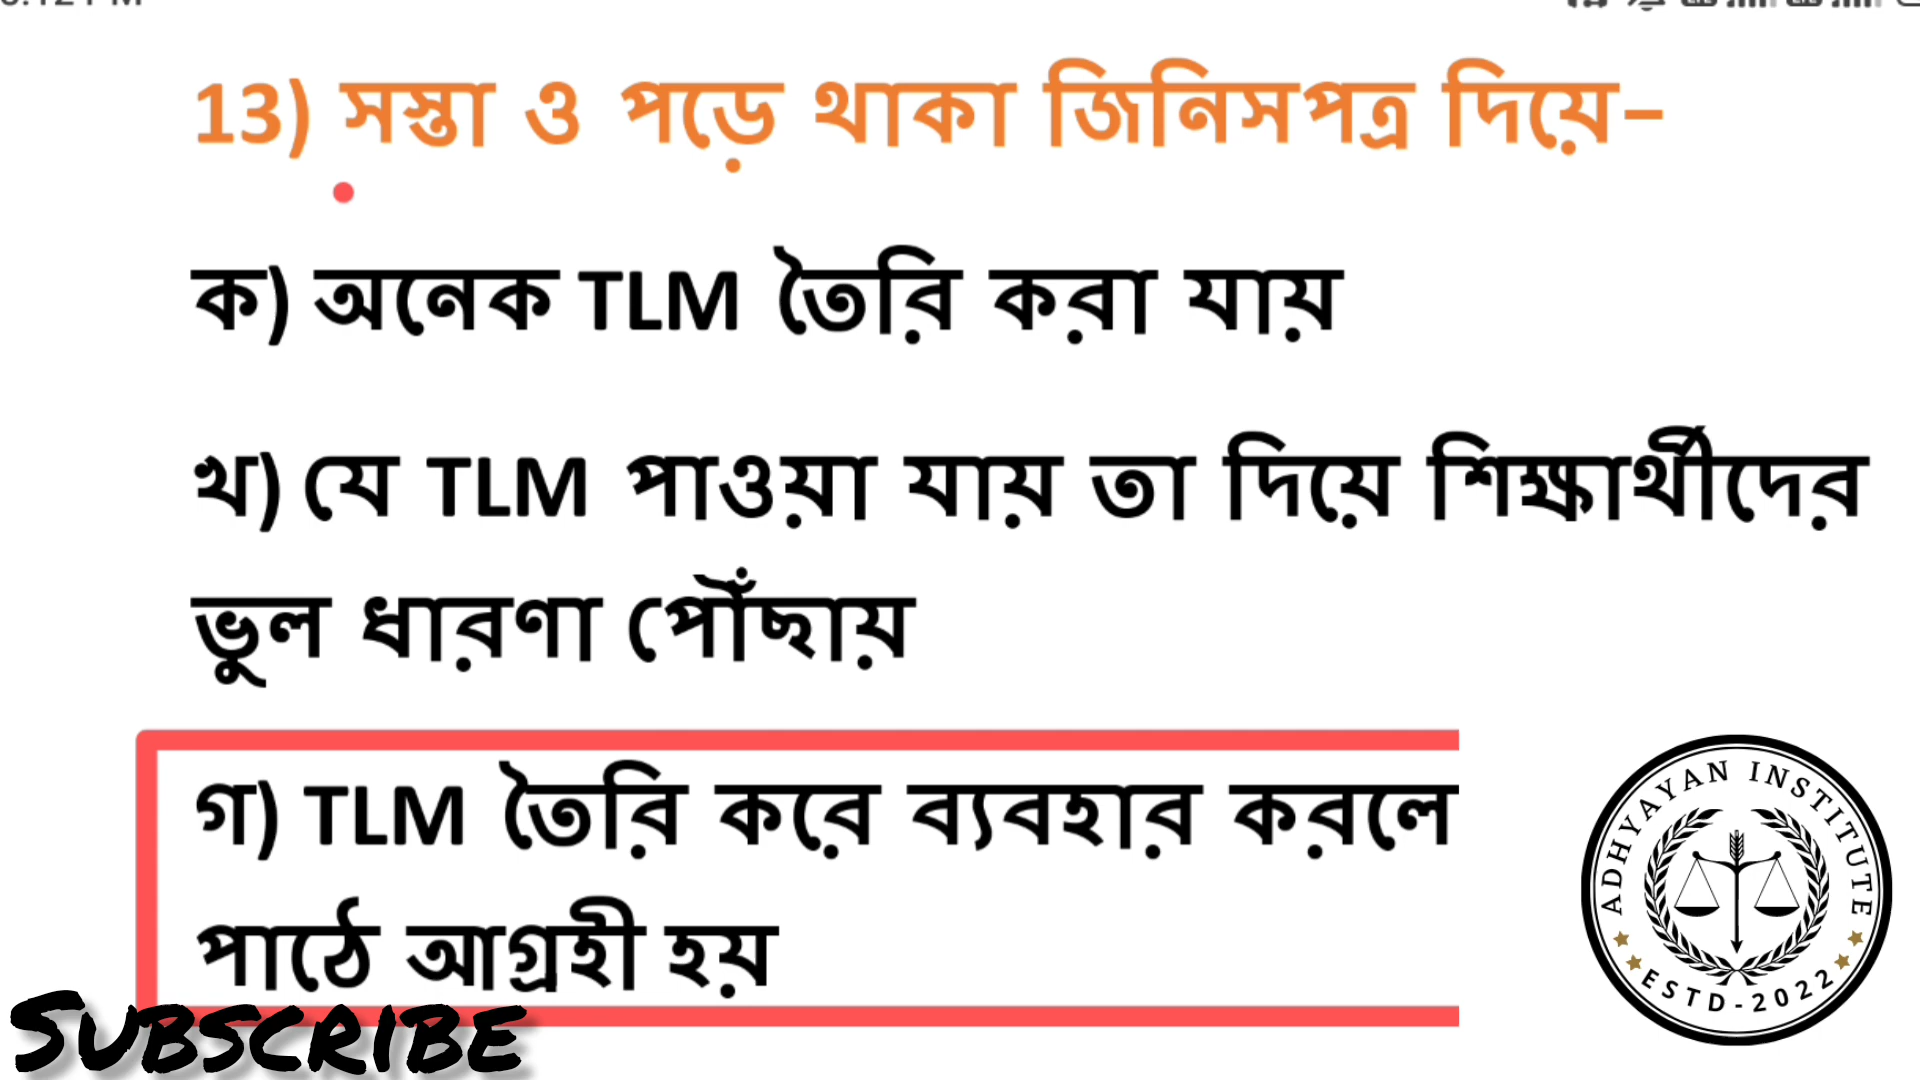 13) সস্তা ও পড়ে থাকা জিনিসপত্র দিয়ে–
ক) অনেক TLM তৈরি করা যায়
খ) যে TLM পাওয়া যায় তা দিয়ে শিক্ষার্থীদের
ভুল ধারণা পৌঁছায়
গ) TLM তৈরি করে ব্যবহার করলে
পাঠে আগ্রহী হয়
ADHYAYAN INSTITUTE
ESTD-2022
SUBSCRIBE